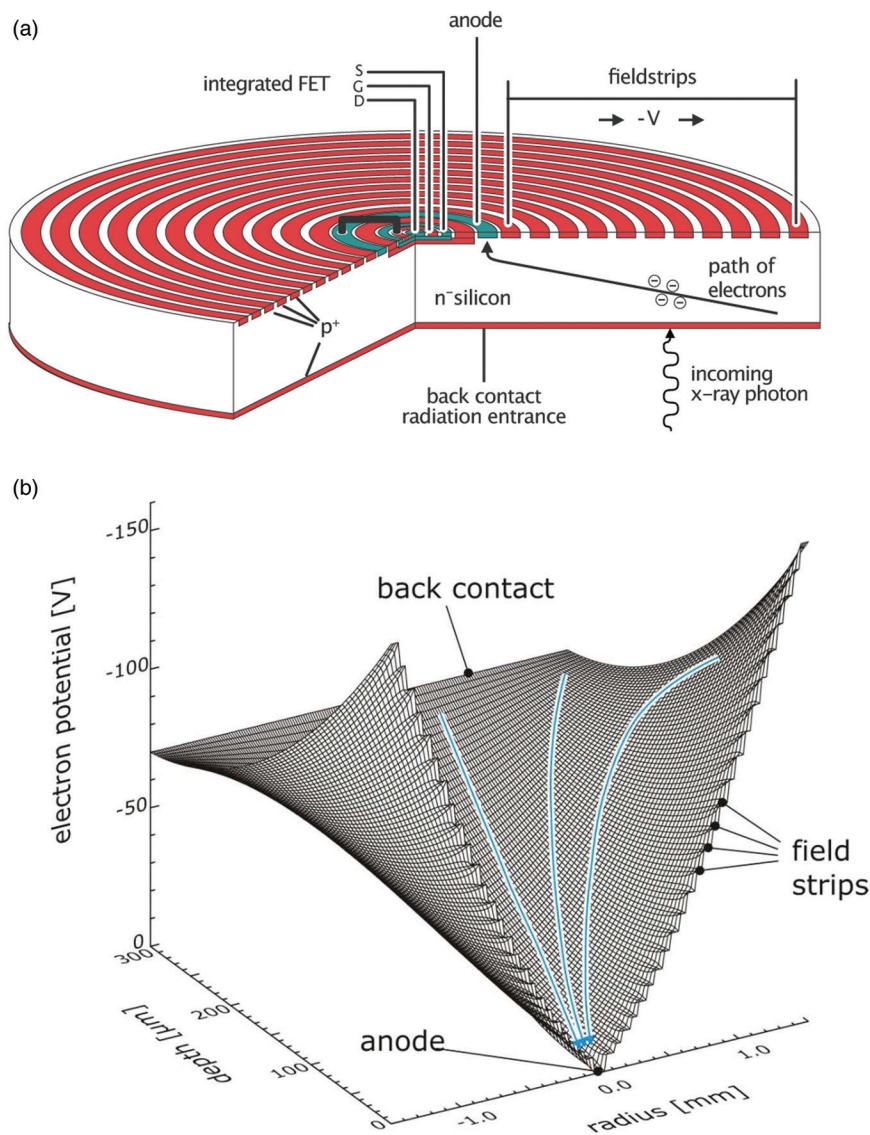 (a)
anode
integrated FET
S
G
D
fieldstrips
-V
path of
electrons
n⁻silicon
p⁺
back contact
radiation entrance
incoming
x-ray photon
(b)
electron potential [V]
-150
-100
-50
0
back contact
field
strips
anode
300
200
100
0
depth [µm]
-1.0
0.0
1.0
radius [mm]